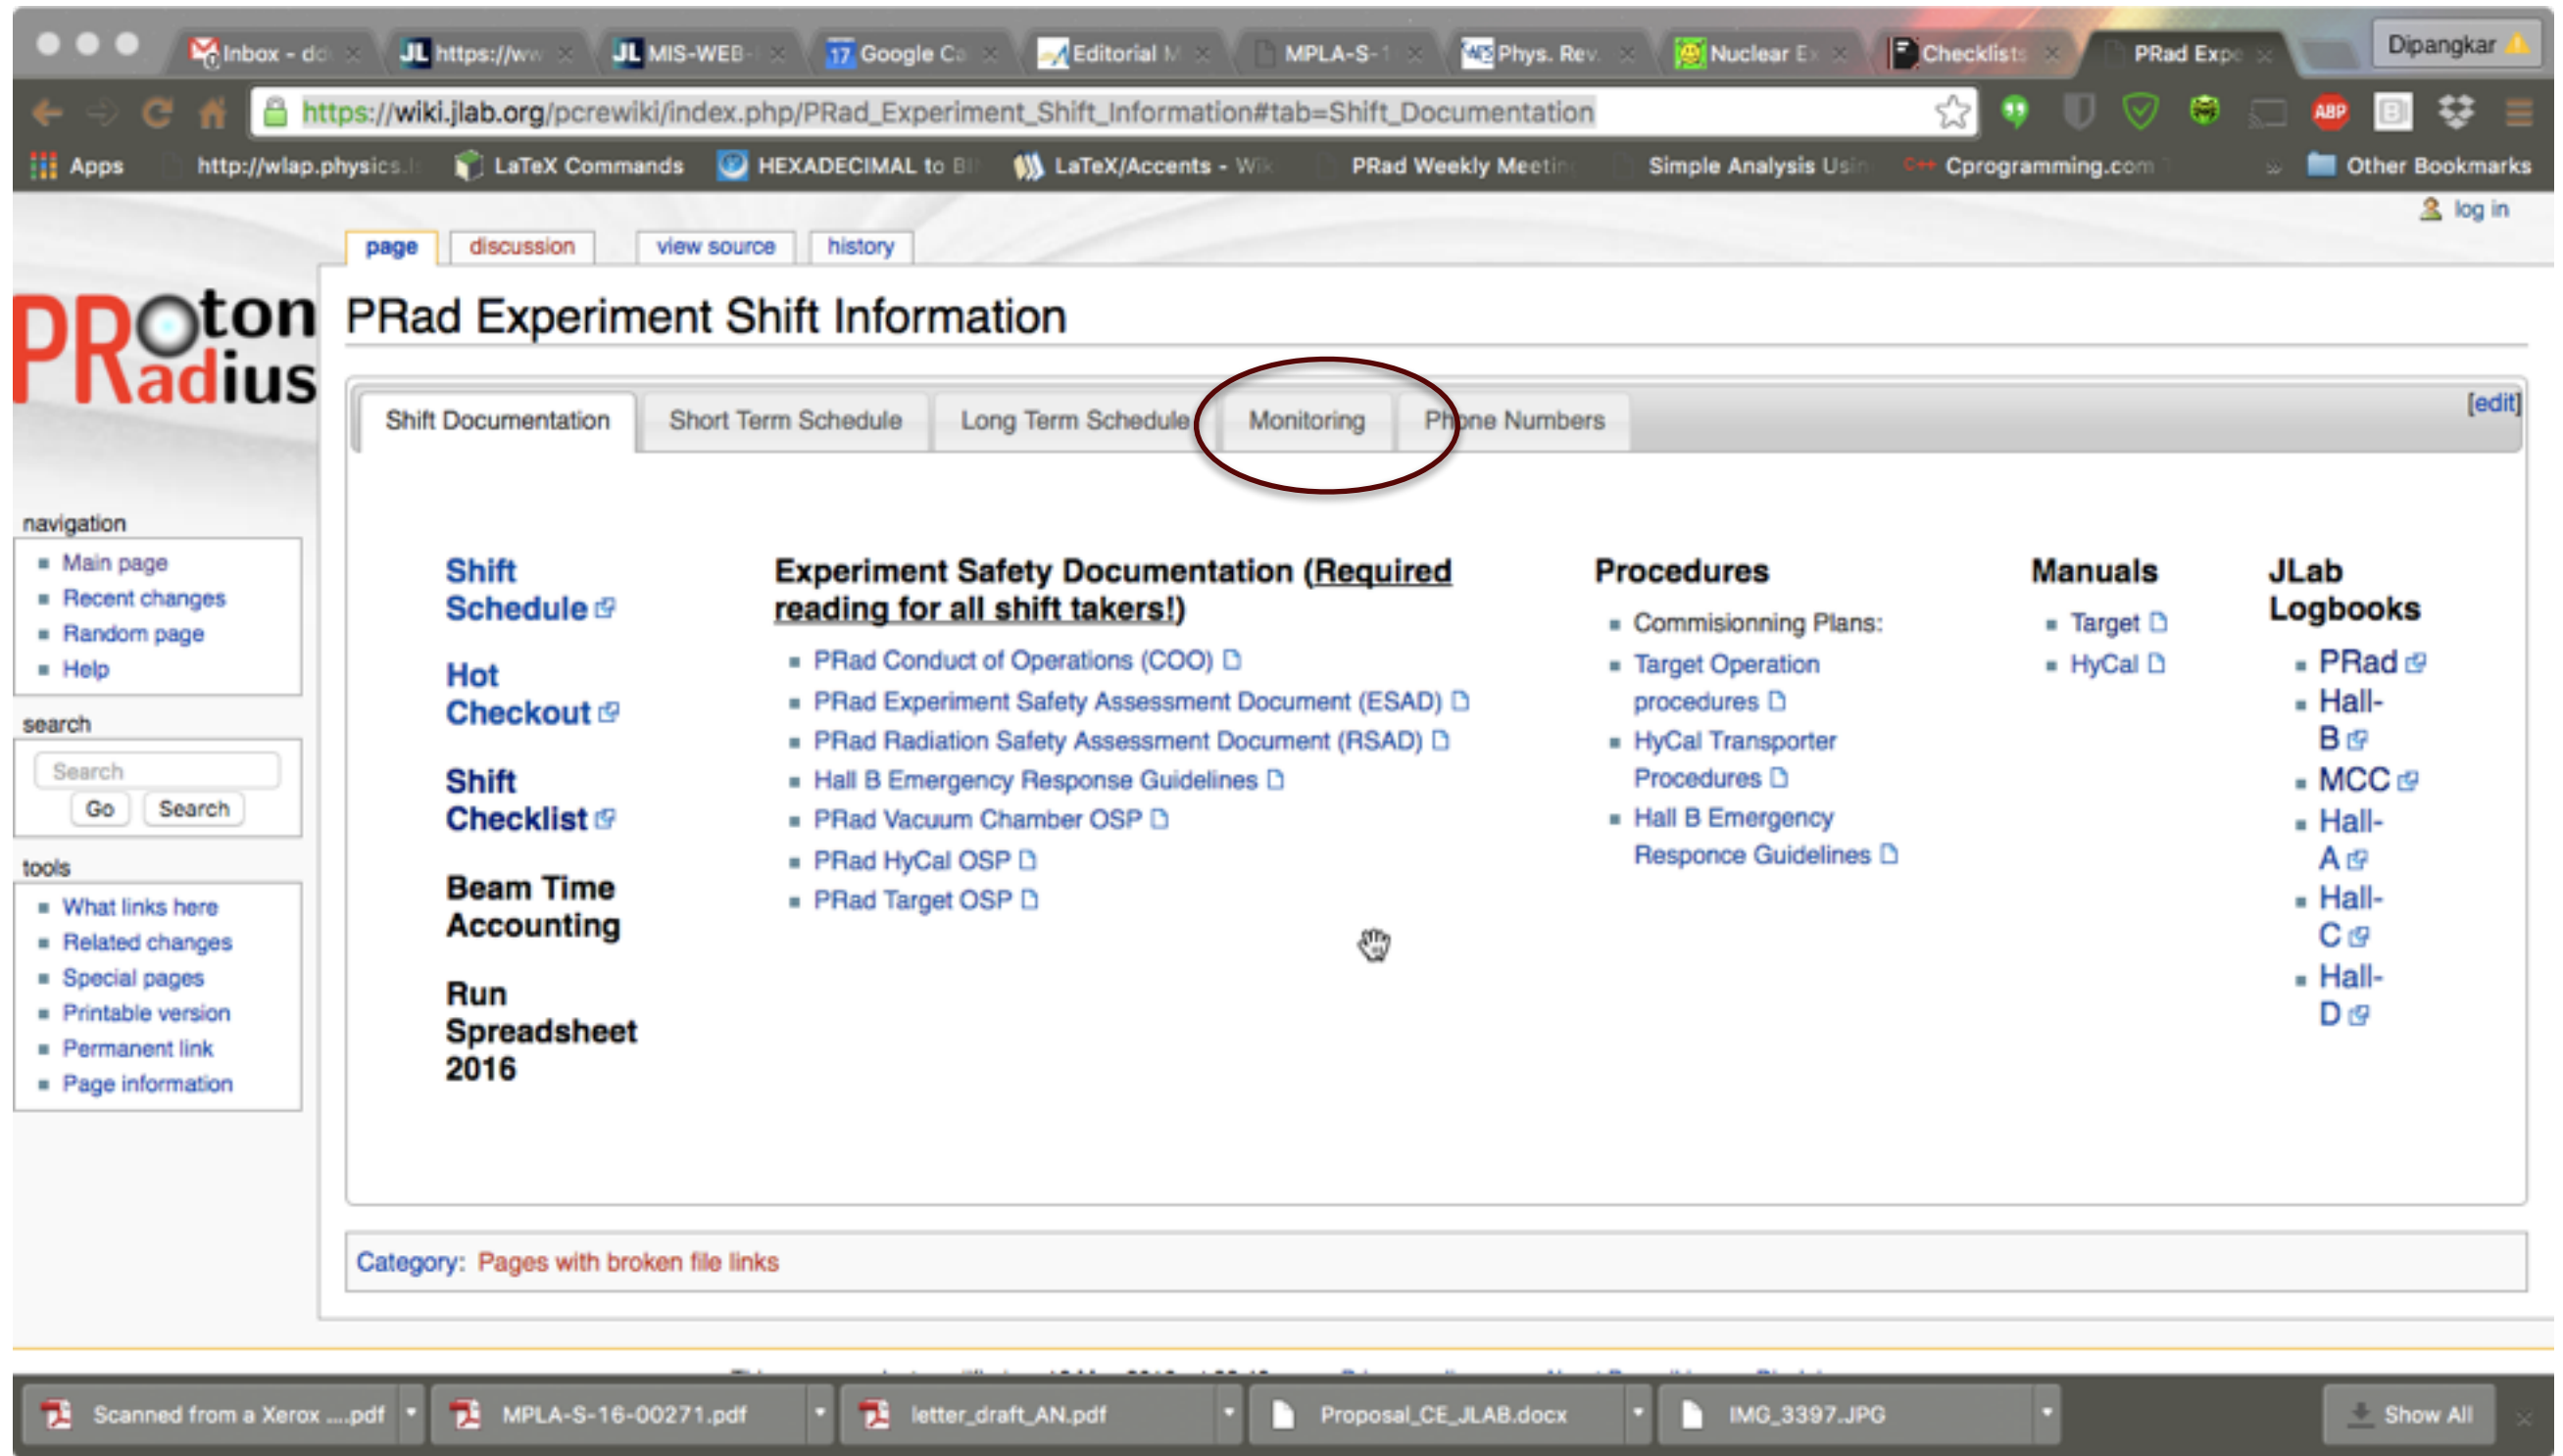 Inbox - do
https://ww
MIS-WEB-
17 Google Ca
Editorial M
MPLA-S-1
Phys. Rev.
Nuclear Ex
Checklists
PRad Expe
Dipangkar
https://wiki.jlab.org/pcrewiki/index.php/PRad_Experiment_Shift_Information#tab=Shift_Documentation
ABP
Apps
http://wlap.physics.l
LaTeX Commands
HEXADECIMAL to BI
LaTeX/Accents - Wik
PRad Weekly Meetin
Simple Analysis Usin
C++ Cprogramming.com
Other Bookmarks
log in
page
discussion
view source
history
PRoton
Radius
PRad Experiment Shift Information
Shift Documentation
Short Term Schedule
Long Term Schedule
Monitoring
Phone Numbers
[edit]
navigation
Main page
Recent changes
Random page
Help
search
Search
Go
Search
tools
What links here
Related changes
Special pages
Printable version
Permanent link
Page information
Shift
Schedule
Hot
Checkout
Shift
Checklist
Beam Time
Accounting
Run
Spreadsheet
2016
Experiment Safety Documentation (Required
reading for all shift takers!)
PRad Conduct of Operations (COO)
PRad Experiment Safety Assessment Document (ESAD)
PRad Radiation Safety Assessment Document (RSAD)
Hall B Emergency Response Guidelines
PRad Vacuum Chamber OSP
PRad HyCal OSP
PRad Target OSP
Procedures
Commisionning Plans:
Target Operation
procedures
HyCal Transporter
Procedures
Hall B Emergency
Responce Guidelines
Manuals
Target
HyCal
JLab
Logbooks
PRad
Hall-
B
MCC
Hall-
A
Hall-
C
Hall-
D
Category: Pages with broken file links
Scanned from a Xerox ....pdf
MPLA-S-16-00271.pdf
letter_draft_AN.pdf
Proposal_CE_JLAB.docx
IMG_3397.JPG
Show All